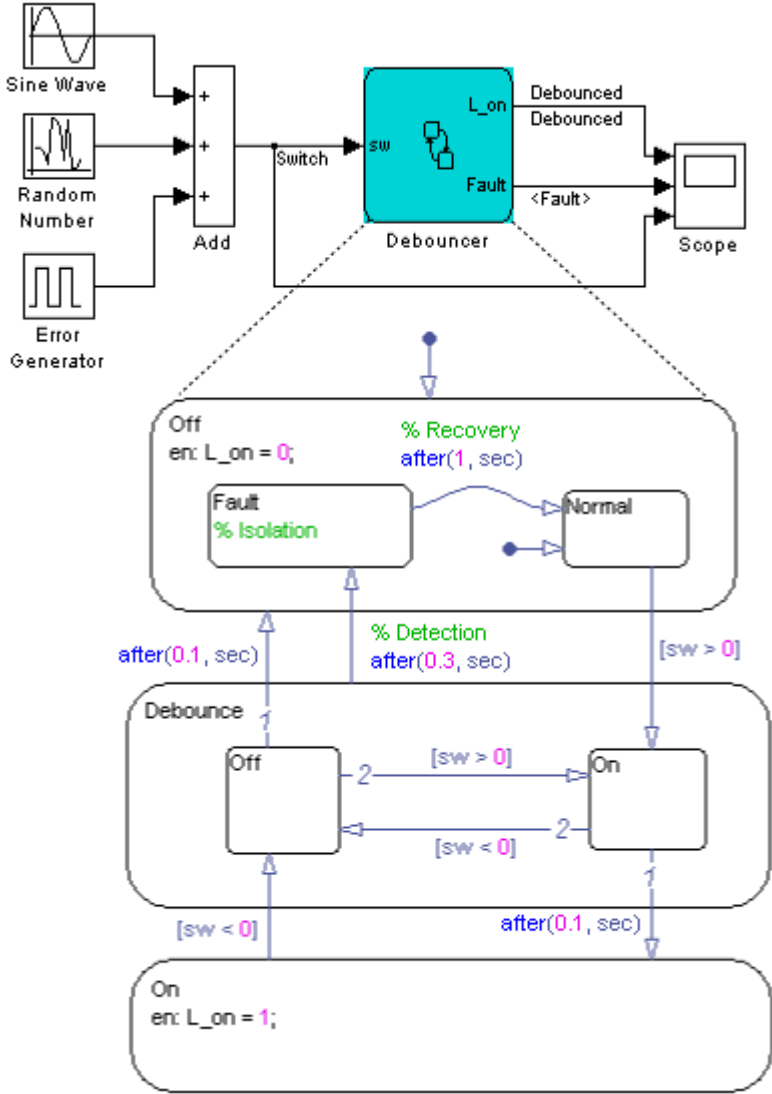 Sine Wave
Random
Number
Error
Generator
+
+
+
Add
Switch
sw
L_on
Fault
Debouncer
Debounced
Debounced
<Fault>
Scope
Off
en: L_on = 0;
% Recovery
after(1, sec)
Fault
% Isolation
Normal
after(0.1, sec)
% Detection
after(0.3, sec)
[sw > 0]
Debounce
1
Off
2
[sw > 0]
On
[sw < 0]
2
1
[sw < 0]
after(0.1, sec)
On
en: L_on = 1;